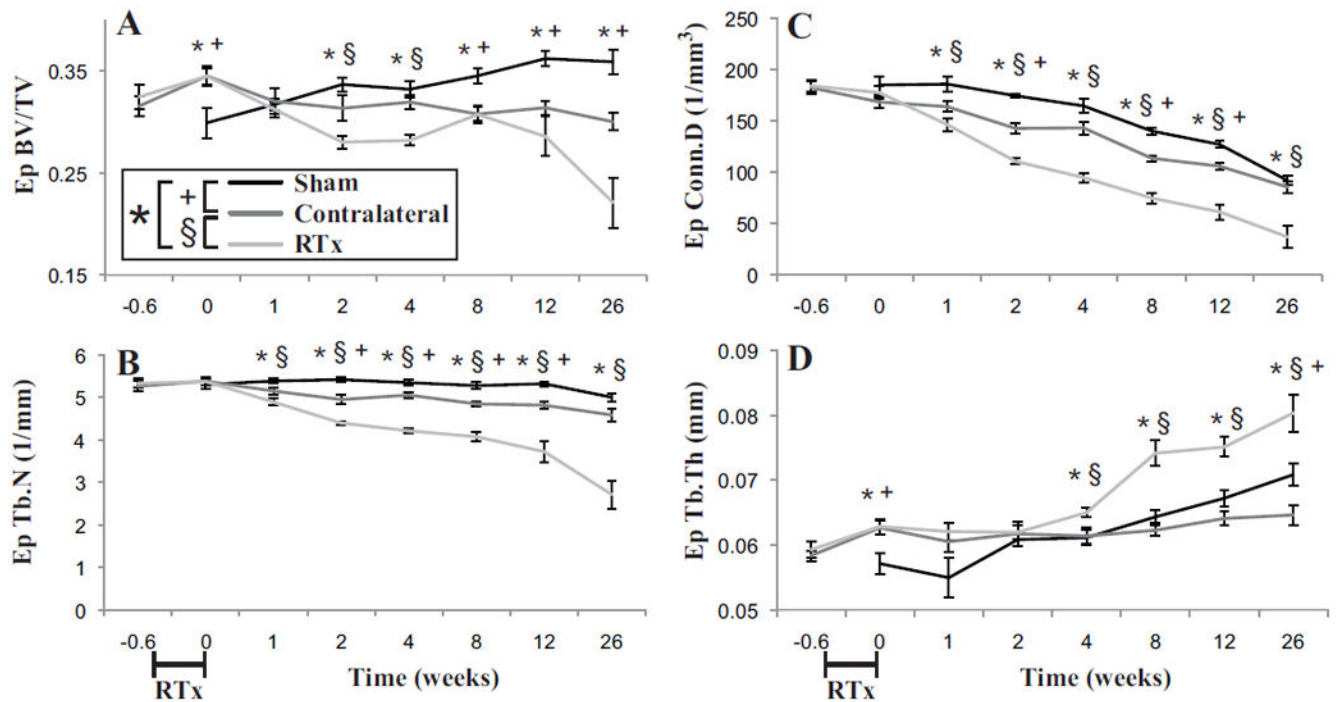 A
Ep BV/TV
0.35
0.25
0.15
* +
* §
* §
* +
* +
* +
* + §
Sham
Contralateral
RTx
-0.6 0 1 2 4 8 12 26
C
Ep Conn.D (1/mm³)
250
200
150
100
50
0
* §
* § +
* §
* § +
* § +
* §
-0.6 0 1 2 4 8 12 26
B
Ep Tb.N (1/mm)
6
5
4
3
2
1
0
* §
* § +
* § +
* § +
* § +
* §
-0.6 0 1 2 4 8 12 26
RTx
Time (weeks)
D
Ep Tb.Th (mm)
0.09
0.08
0.07
0.06
0.05
* +
* §
* §
* §
* § +
-0.6 0 1 2 4 8 12 26
RTx
Time (weeks)